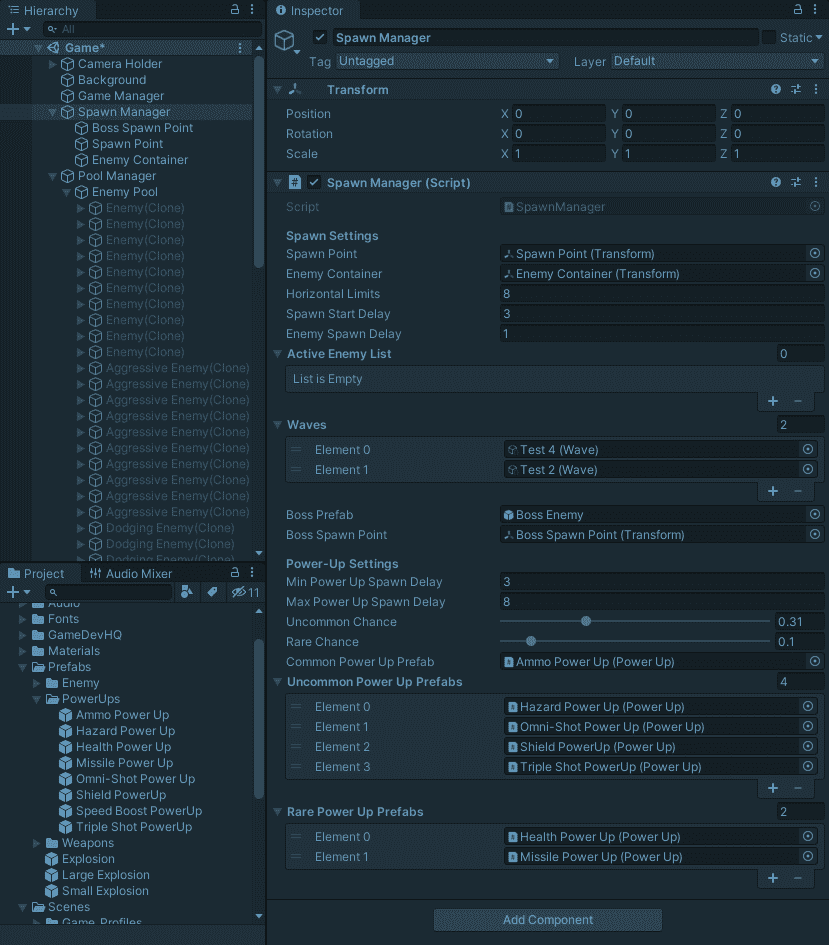 Hierarchy
All
Game*
Camera Holder
Background
Game Manager
Spawn Manager
Boss Spawn Point
Spawn Point
Enemy Container
Pool Manager
Enemy Pool
Enemy(Clone)
Enemy(Clone)
Enemy(Clone)
Enemy(Clone)
Enemy(Clone)
Enemy(Clone)
Enemy(Clone)
Enemy(Clone)
Enemy(Clone)
Enemy(Clone)
Aggressive Enemy(Clone)
Aggressive Enemy(Clone)
Aggressive Enemy(Clone)
Aggressive Enemy(Clone)
Aggressive Enemy(Clone)
Aggressive Enemy(Clone)
Aggressive Enemy(Clone)
Aggressive Enemy(Clone)
Aggressive Enemy(Clone)
Aggressive Enemy(Clone)
Dodging Enemy(Clone)
Dodging Enemy(Clone)
Dodging Enemy(Clone)
Project Audio Mixer
11
Audio
Fonts
GameDevHQ
Materials
Prefabs
Enemy
PowerUps
Ammo Power Up
Hazard Power Up
Health Power Up
Missile Power Up
Omni-Shot Power Up
Shield PowerUp
Speed Boost PowerUp
Triple Shot PowerUp
Weapons
Explosion
Large Explosion
Small Explosion
Scenes
Game_Profiles
Inspector
Spawn Manager Static
Tag Untagged Layer Default
Transform
Position X 0 Y 0 Z 0
Rotation X 0 Y 0 Z 0
Scale X 1 Y 1 Z 1
# Spawn Manager (Script)
Script SpawnManager
Spawn Settings
Spawn Point Spawn Point (Transform)
Enemy Container Enemy Container (Transform)
Horizontal Limits 8
Spawn Start Delay 3
Enemy Spawn Delay 1
Active Enemy List 0
List is Empty
+ −
Waves 2
Element 0 Test 4 (Wave)
Element 1 Test 2 (Wave)
+ −
Boss Prefab Boss Enemy
Boss Spawn Point Boss Spawn Point (Transform)
Power-Up Settings
Min Power Up Spawn Delay 3
Max Power Up Spawn Delay 8
Uncommon Chance 0.31
Rare Chance 0.1
Common Power Up Prefab Ammo Power Up (Power Up)
Uncommon Power Up Prefabs 4
Element 0 Hazard Power Up (Power Up)
Element 1 Omni-Shot Power Up (Power Up)
Element 2 Shield PowerUp (Power Up)
Element 3 Triple Shot PowerUp (Power Up)
+ −
Rare Power Up Prefabs 2
Element 0 Health Power Up (Power Up)
Element 1 Missile Power Up (Power Up)
+ −
Add Component